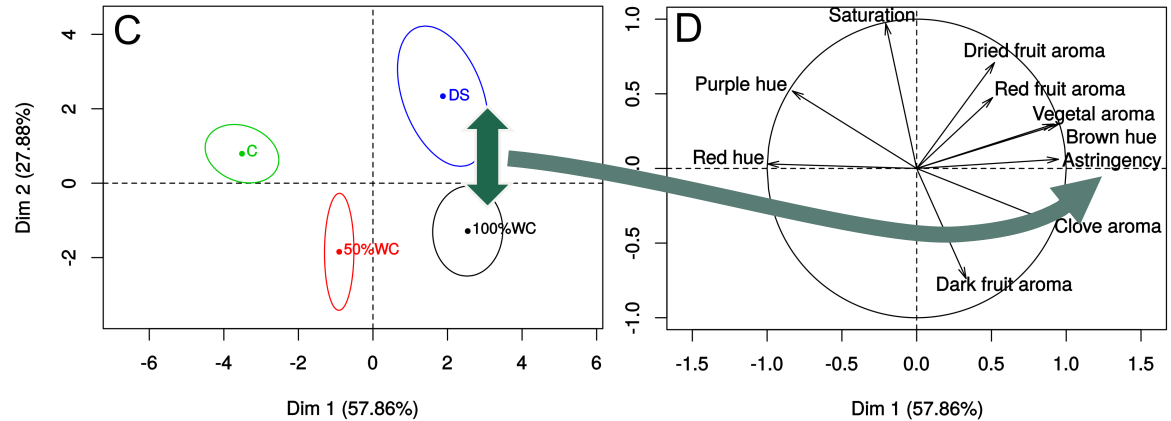 C
DS
C
50%WC
100%WC
4
2
0
-2
-6
-4
-2
0
2
4
6
Dim 2 (27.88%)
Dim 1 (57.86%)
D
Saturation
Dried fruit aroma
Purple hue
Red fruit aroma
Vegetal aroma
Brown hue
Red hue
Astringency
Clove aroma
Dark fruit aroma
1.0
0.5
0.0
-0.5
-1.0
-1.5
-1.0
-0.5
0.0
0.5
1.0
1.5
Dim 1 (57.86%)